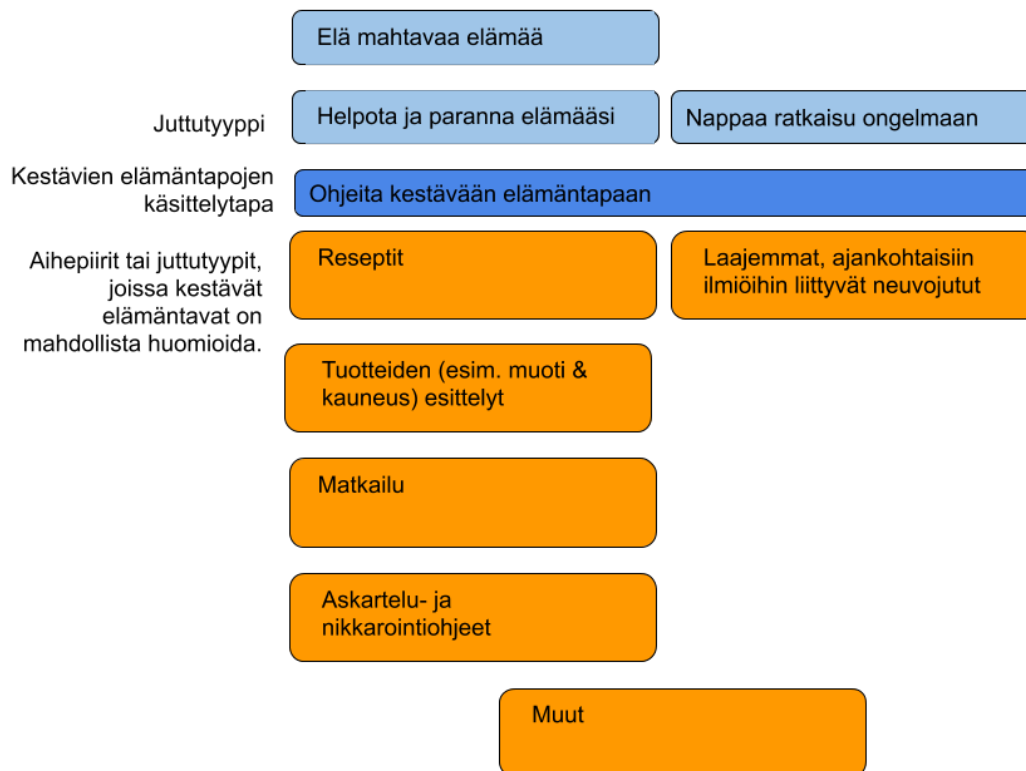 Elä mahtavaa elämää
Juttutyyppi
Helpota ja paranna elämääsi
Nappaa ratkaisu ongelmaan
Kestävien elämäntapojen
käsittelytapa
Ohjeita kestävään elämäntapaan
Aihepiirit tai juttutyypit,
joissa kestävät
elämäntavat on
mahdollista huomioida.
Reseptit
Laajemmat, ajankohtaisiin
ilmiöihin liittyvät neuvojutut
Tuotteiden (esim. muoti &
kauneus) esittelyt
Matkailu
Askartelu- ja
nikkarointiohjeet
Muut